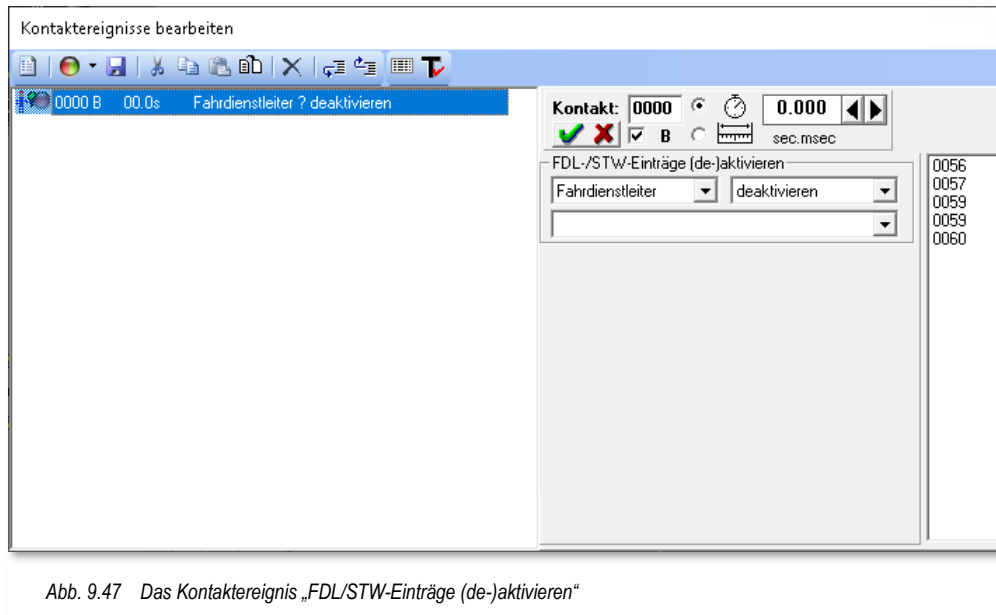 Kontaktereignisse bearbeiten
0000 B 00.0s Fahrdienstleiter ? deaktivieren
Kontakt: 0000 0.000
B sec.msec
FDL-/STW-Einträge (de-)aktivieren
Fahrdienstleiter deaktivieren
0056
0057
0059
0059
0060
Abb. 9.47 Das Kontaktereignis „FDL/STW-Einträge (de-)aktivieren“